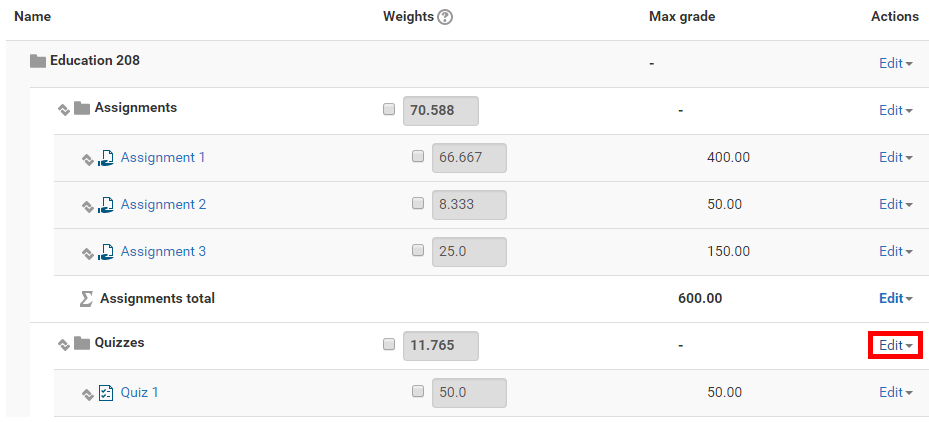 Name Weights ? Max grade Actions
Education 208 - Edit
Assignments 70.588 - Edit
Assignment 1 66.667 400.00 Edit
Assignment 2 8.333 50.00 Edit
Assignment 3 25.0 150.00 Edit
Σ Assignments total 600.00 Edit
Quizzes 11.765 - Edit
Quiz 1 50.0 50.00 Edit